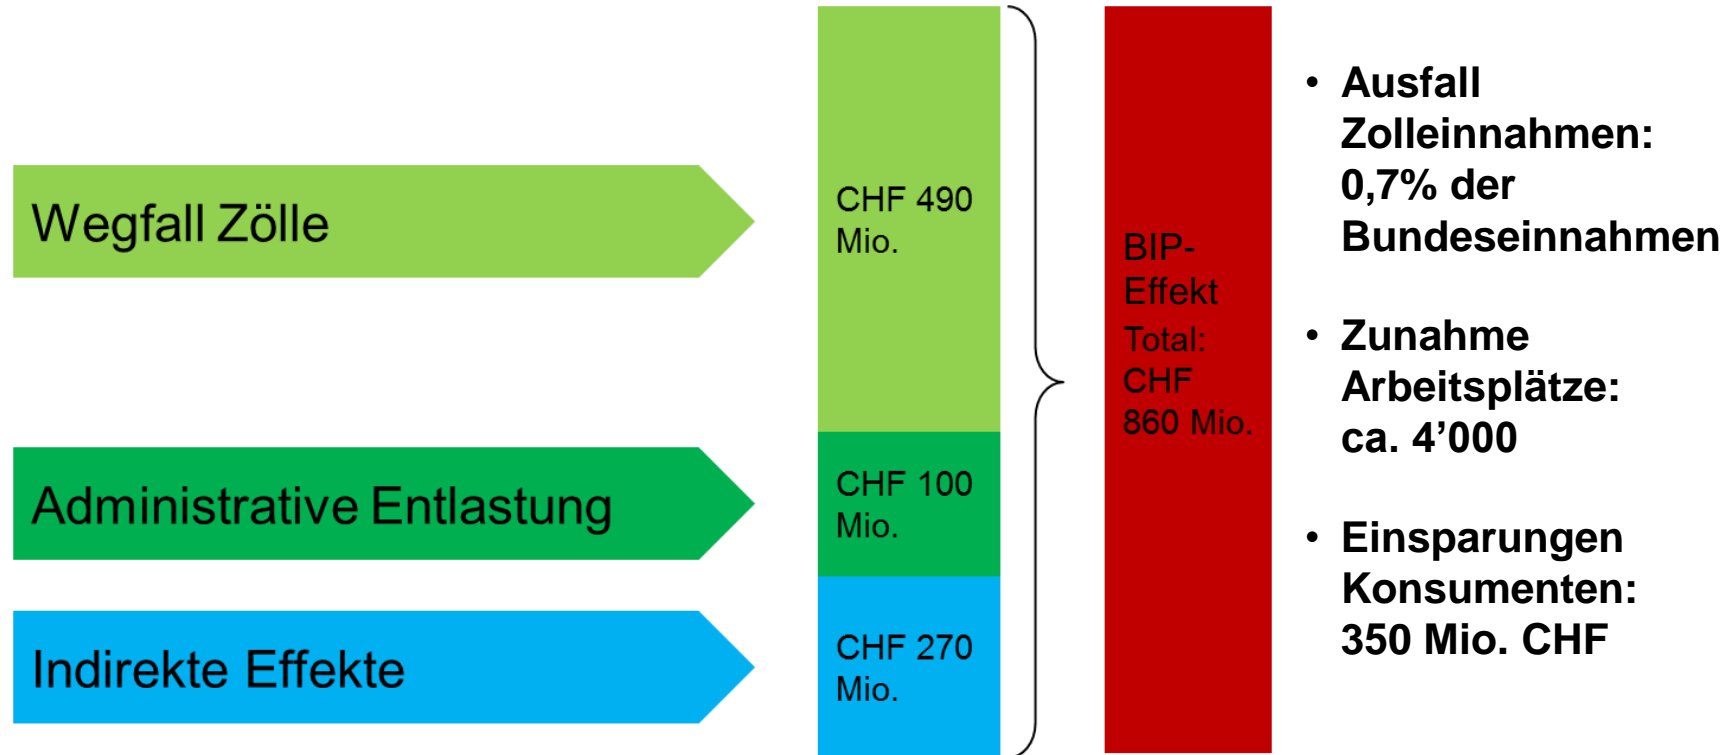 Wegfall Zölle
Administrative Entlastung
Indirekte Effekte
CHF 490
Mio.
CHF 100
Mio.
CHF 270
Mio.
BIP-
Effekt
Total:
CHF
860 Mio.
• Ausfall
Zolleinnahmen:
0,7% der
Bundeseinnahmen
• Zunahme
Arbeitsplätze:
ca. 4’000
• Einsparungen
Konsumenten:
350 Mio. CHF